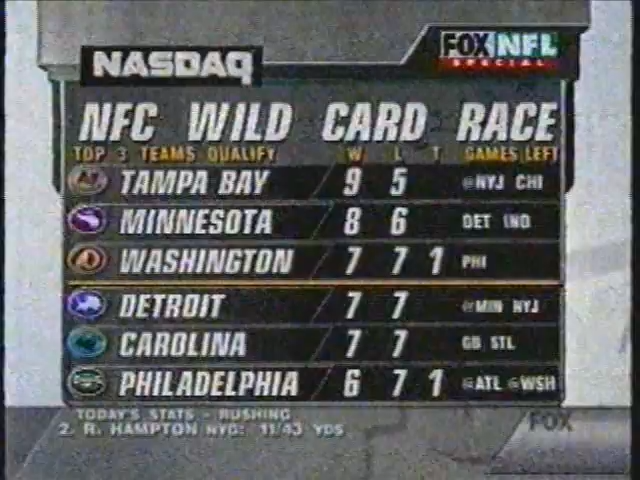 FOX NFL
SPECIAL
NASDAQ
NFC WILD CARD RACE
TOP 3 TEAMS QUALIFY W L T GAMES LEFT
TAMPA BAY 9 5 @NYJ CHI
MINNESOTA 8 6 DET IND
WASHINGTON 7 7 1 PHI
DETROIT 7 7 @MIN NYJ
CAROLINA 7 7 GB STL
PHILADELPHIA 6 7 1 @ATL @WSH
TODAY'S STATS - RUSHING
2. R. HAMPTON NYG: 11/43 YDS
FOX